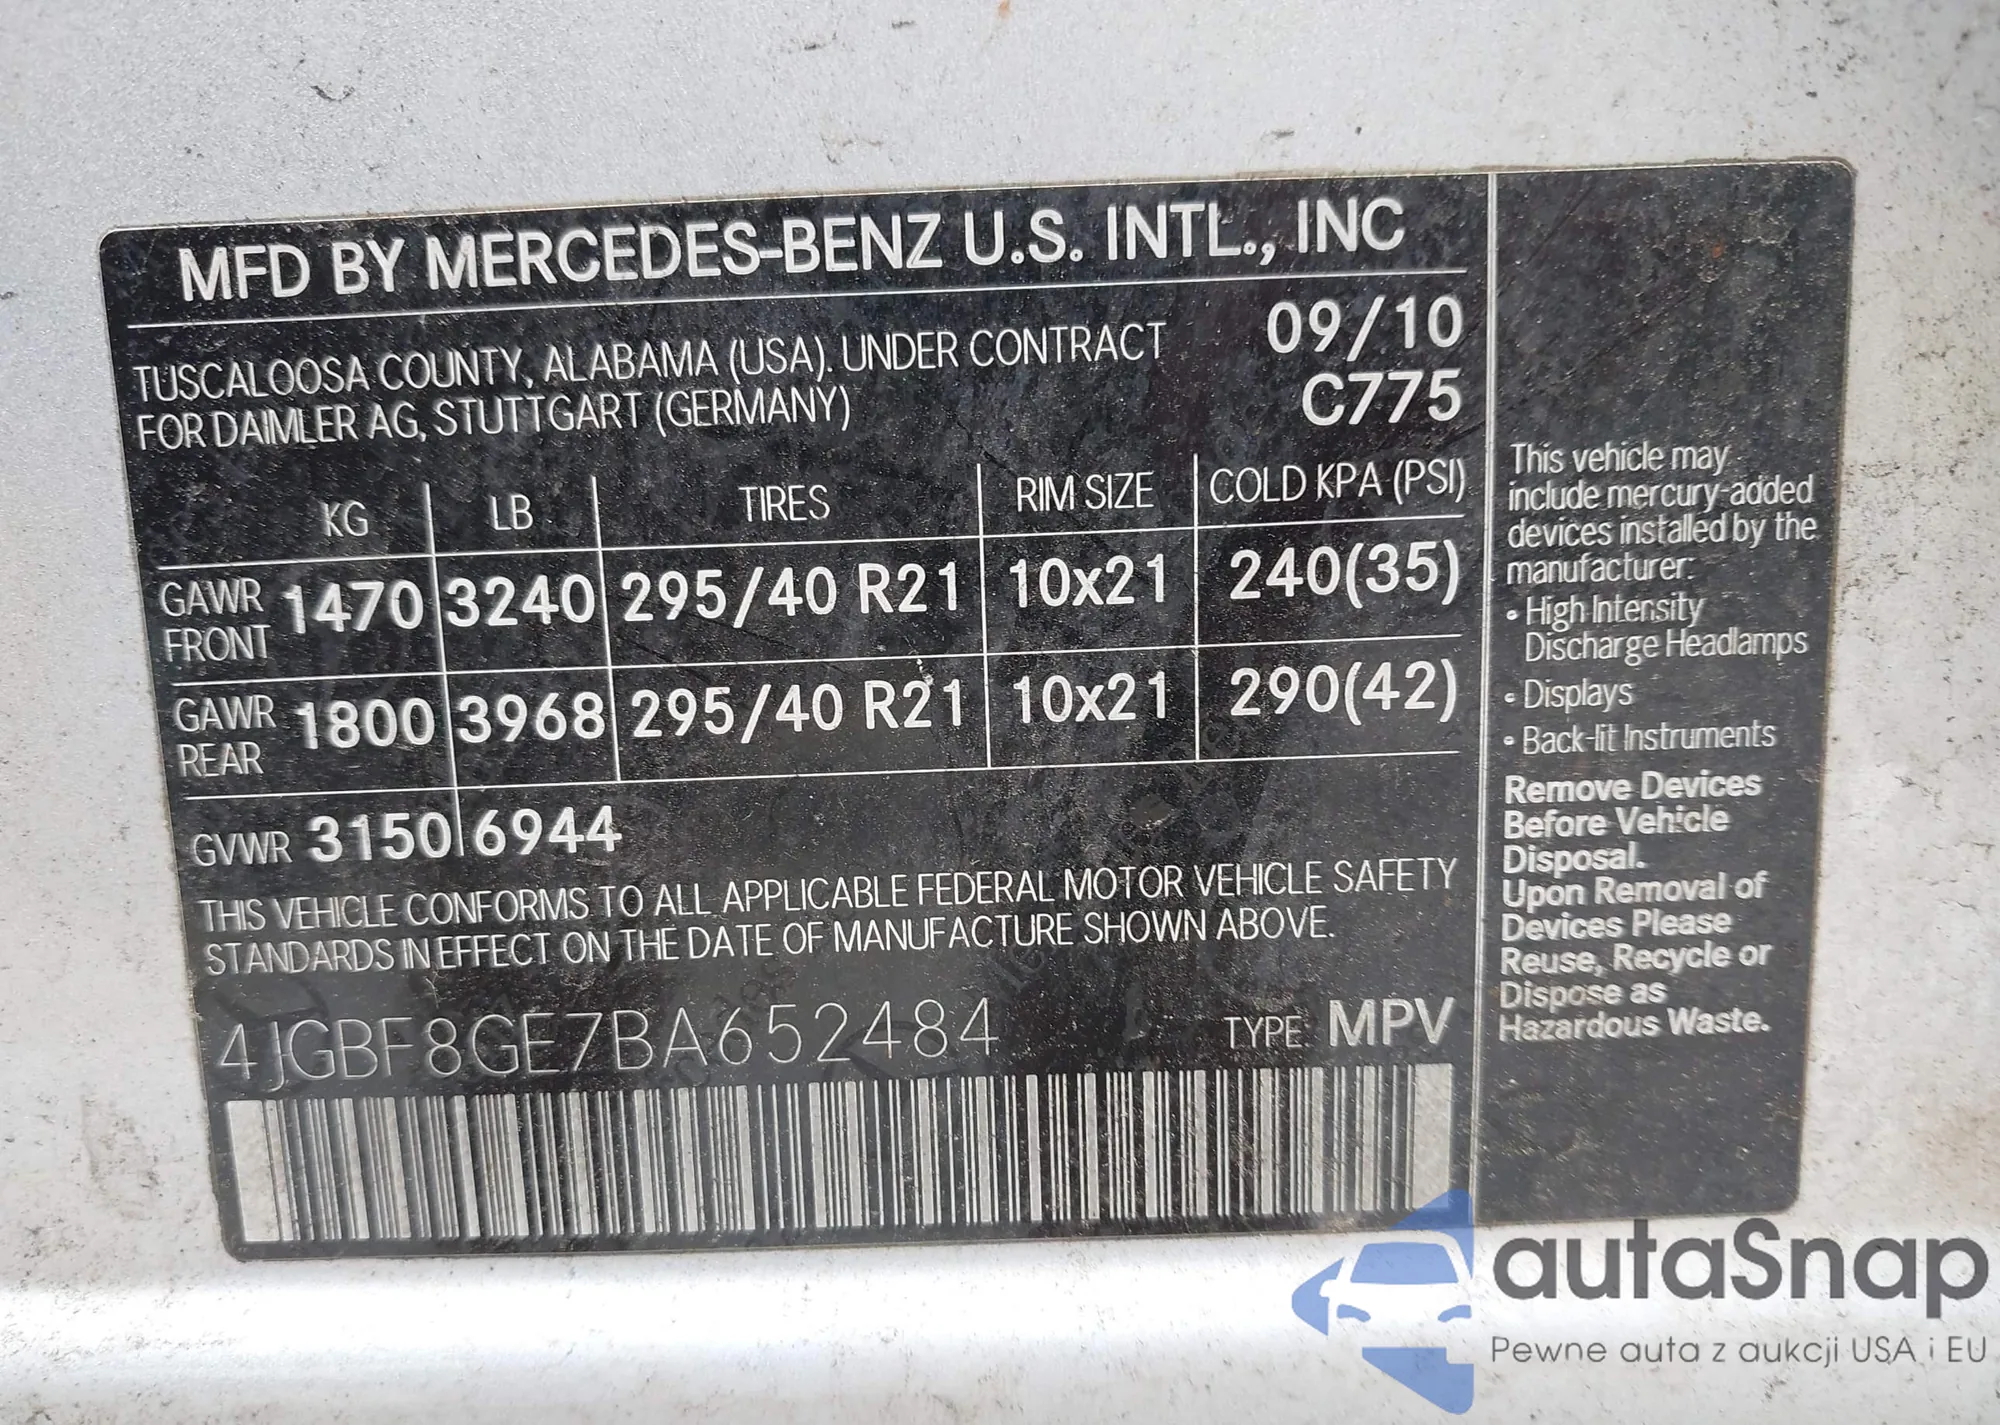 MFD BY MERCEDES-BENZ U.S. INTL., INC
TUSCALOOSA COUNTY, ALABAMA (USA). UNDER CONTRACT
FOR DAIMLER AG, STUTTGART (GERMANY)
09/10
C775
KG LB TIRES RIM SIZE COLD KPA (PSI)
GAWR FRONT 1470 3240 295/40 R21 10x21 240(35)
GAWR REAR 1800 3968 295/40 R21 10x21 290(42)
GVWR 3150 6944
THIS VEHICLE CONFORMS TO ALL APPLICABLE FEDERAL MOTOR VEHICLE SAFETY
STANDARDS IN EFFECT ON THE DATE OF MANUFACTURE SHOWN ABOVE.
4JGBF8GE7BA652484 TYPE: MPV
This vehicle may
include mercury-added
devices installed by the
manufacturer:
• High Intensity
Discharge Headlamps
• Displays
• Back-lit Instruments
Remove Devices
Before Vehicle
Disposal.
Upon Removal of
Devices Please
Reuse, Recycle or
Dispose as
Hazardous Waste.
autaSnap
Pewne auta z aukcji USA i EU